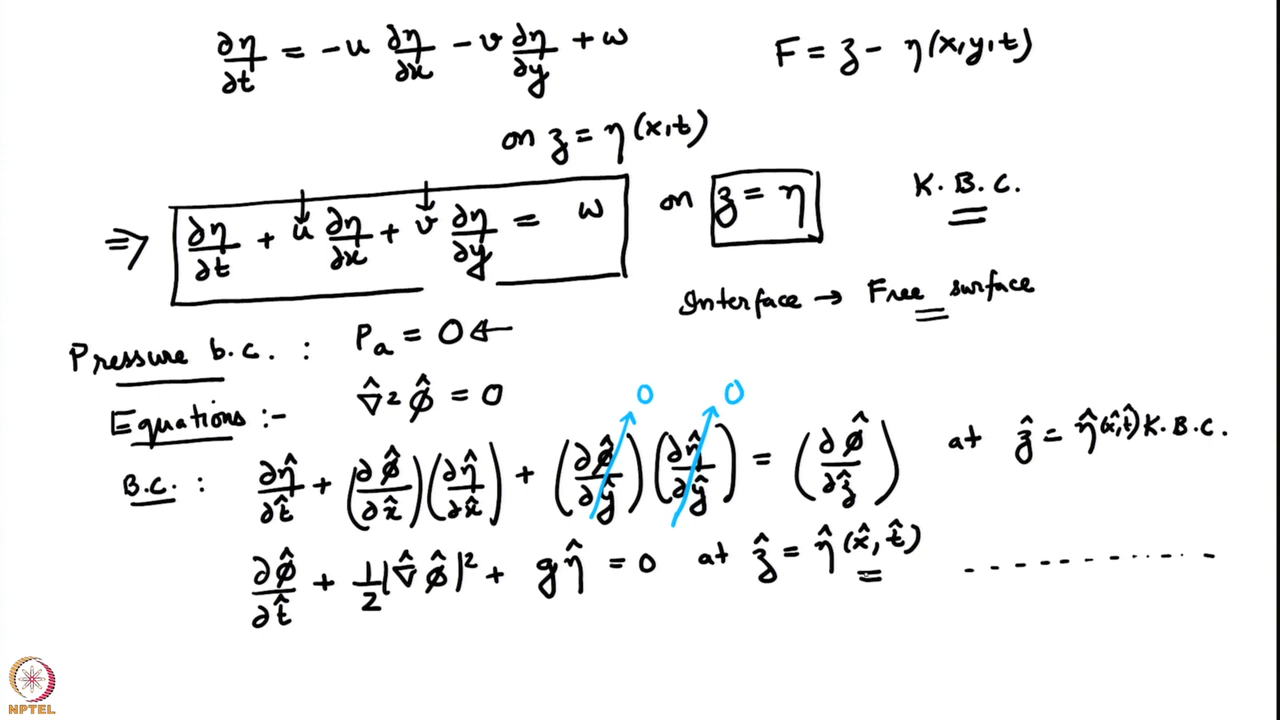 ∂η/∂t = -u ∂η/∂x - v ∂η/∂y + w    F = z - η(x,y,t)
on z = η(x,t)
⇒ ∂η/∂t + u ∂η/∂x + v ∂η/∂y = w on z = η    K.B.C.
Interface → Free surface
Pressure b.c. : Pa = 0 ←
Equations :- ∇̂²φ̂ = 0    0    0
B.C. : ∂η̂/∂t̂ + (∂φ̂/∂x̂)(∂η̂/∂x̂) + (∂φ̂/∂ŷ)(∂η̂/∂ŷ) = (∂φ̂/∂ẑ) at ẑ = η̂(x̂,t̂) K.B.C.
∂φ̂/∂t̂ + 1/2|∇̂φ̂|² + gη̂ = 0 at ẑ = η̂(x̂,t̂) ............
NPTEL